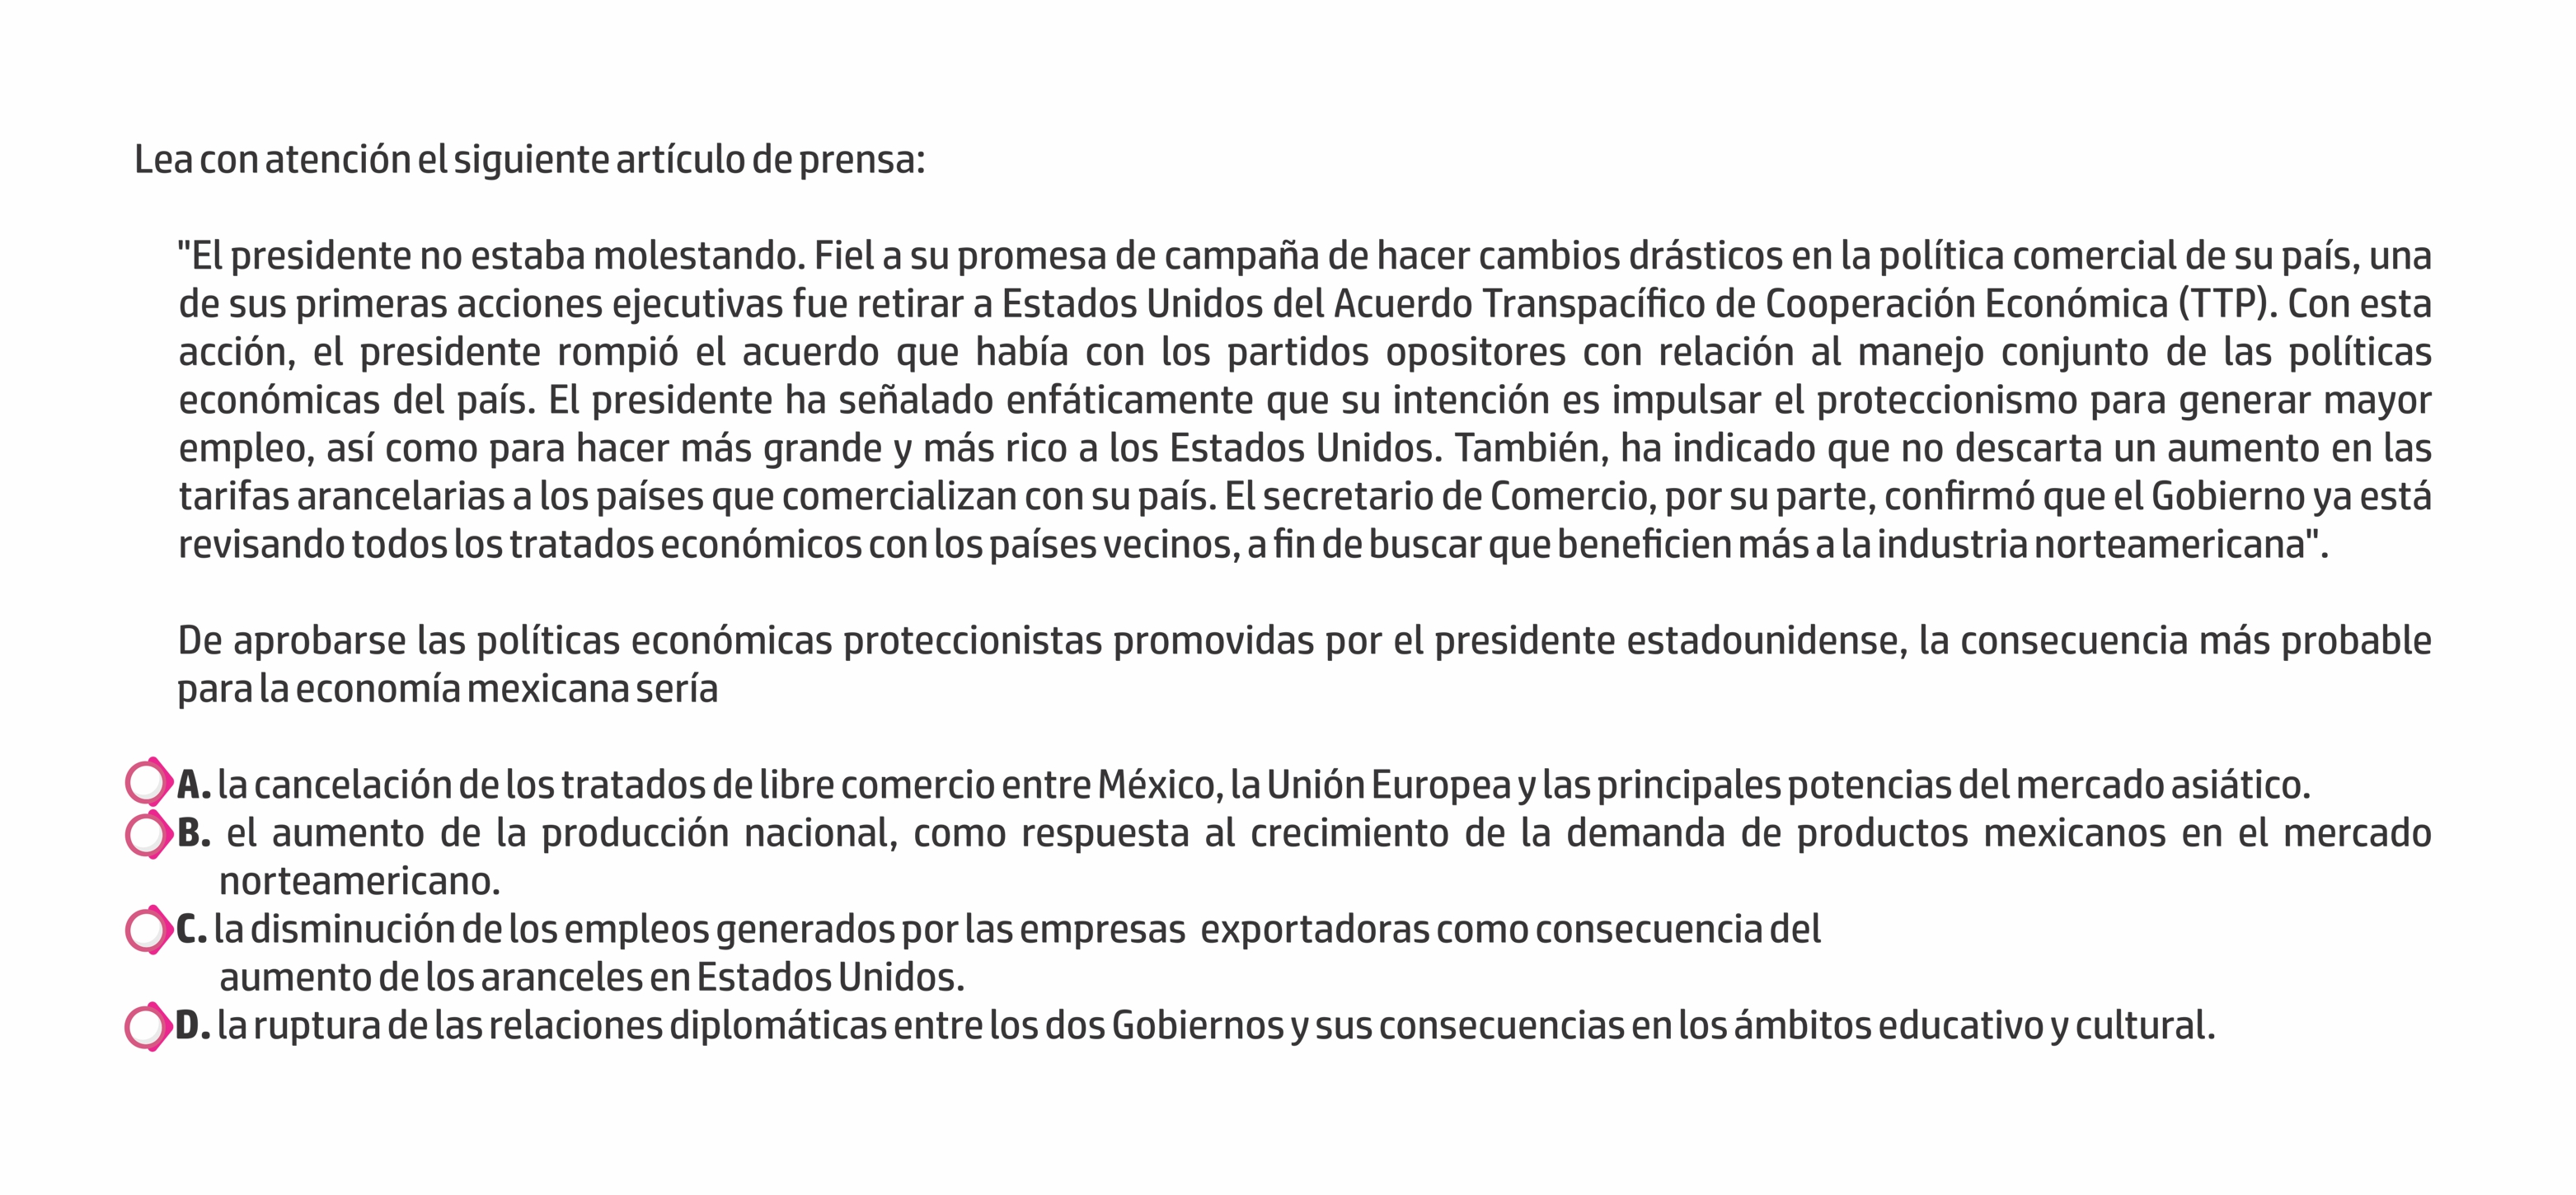 Lea con atención el siguiente artículo de prensa:
"El presidente no estaba molestando. Fiel a su promesa de campaña de hacer cambios drásticos en la política comercial de su país, una
de sus primeras acciones ejecutivas fue retirar a Estados Unidos del Acuerdo Transpacífico de Cooperación Económica (TTP). Con esta
acción, el presidente rompió el acuerdo que había con los partidos opositores con relación al manejo conjunto de las políticas
económicas del país. El presidente ha señalado enfáticamente que su intención es impulsar el proteccionismo para generar mayor
empleo, así como para hacer más grande y más rico a los Estados Unidos. También, ha indicado que no descarta un aumento en las
tarifas arancelarias a los países que comercializan con su país. El secretario de Comercio, por su parte, confirmó que el Gobierno ya está
revisando todos los tratados económicos con los países vecinos, a fin de buscar que beneficien más a la industria norteamericana".
De aprobarse las políticas económicas proteccionistas promovidas por el presidente estadounidense, la consecuencia más probable
para la economía mexicana sería
A. la cancelación de los tratados de libre comercio entre México, la Unión Europea y las principales potencias del mercado asiático.
B. el aumento de la producción nacional, como respuesta al crecimiento de la demanda de productos mexicanos en el mercado
norteamericano.
C. la disminución de los empleos generados por las empresas exportadoras como consecuencia del
aumento de los aranceles en Estados Unidos.
D. la ruptura de las relaciones diplomáticas entre los dos Gobiernos y sus consecuencias en los ámbitos educativo y cultural.